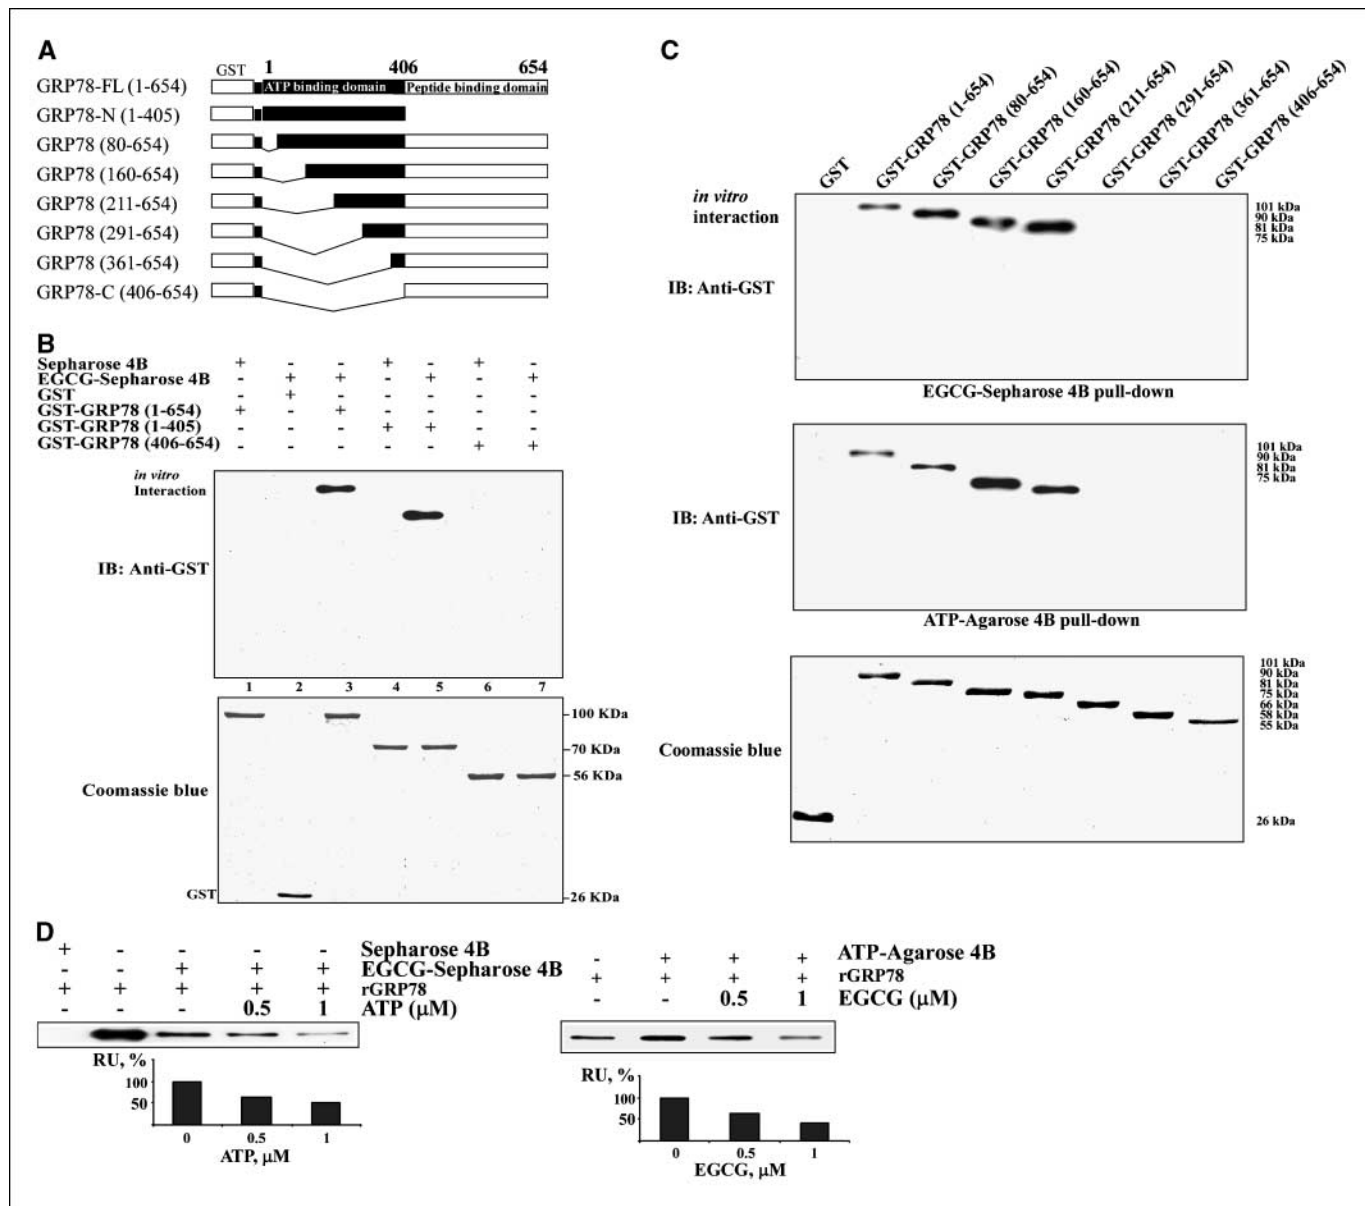 A
GST 1 406 654
GRP78-FL (1-654) ATP binding domain Peptide binding domain
GRP78-N (1-405)
GRP78 (80-654)
GRP78 (160-654)
GRP78 (211-654)
GRP78 (291-654)
GRP78 (361-654)
GRP78-C (406-654)
B
Sepharose 4B + - - + - + -
EGCG-Sepharose 4B - + + - + - +
GST - + - - - - -
GST-GRP78 (1-654) + - + - - - -
GST-GRP78 (1-405) - - - + + - -
GST-GRP78 (406-654) - - - - - + +
in vitro
Interaction
IB: Anti-GST
1 2 3 4 5 6 7
100 KDa
70 KDa
56 KDa
Coomassie blue
GST
26 KDa
C
GST
GST-GRP78 (1-654)
GST-GRP78 (80-654)
GST-GRP78 (160-654)
GST-GRP78 (211-654)
GST-GRP78 (291-654)
GST-GRP78 (361-654)
GST-GRP78 (406-654)
in vitro
interaction
101 kDa
90 kDa
81 kDa
75 kDa
IB: Anti-GST
EGCG-Sepharose 4B pull-down
101 kDa
90 kDa
81 kDa
75 kDa
IB: Anti-GST
ATP-Agarose 4B pull-down
101 kDa
90 kDa
81 kDa
75 kDa
66 kDa
58 kDa
55 kDa
Coomassie blue
26 kDa
D
+ - - - - Sepharose 4B
- - + + + EGCG-Sepharose 4B
+ + + + + rGRP78
- - - 0.5 1 ATP (μM)
RU, %
100
50
0 0.5 1
ATP, μM
- + + + ATP-Agarose 4B
+ + + + rGRP78
- - 0.5 1 EGCG (μM)
RU, %
100
50
0 0.5 1
EGCG, μM